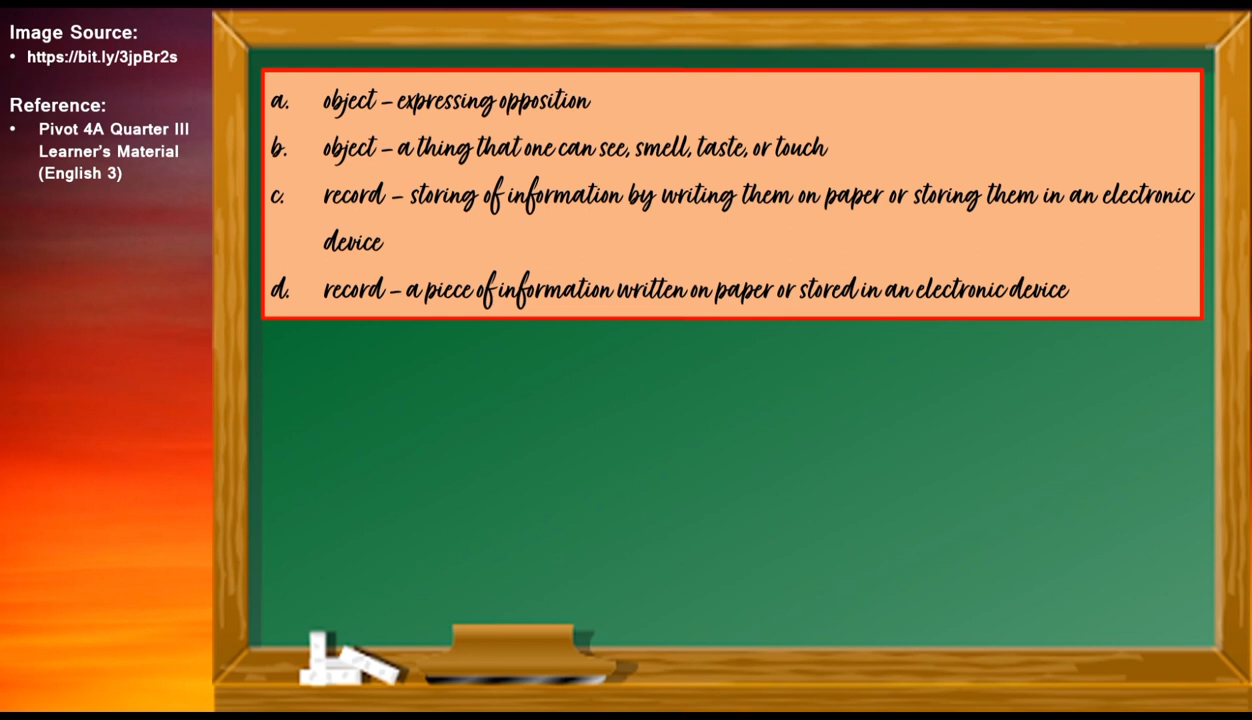 Image Source:
• https://bit.ly/3jpBr2s
Reference:
• Pivot 4A Quarter III
Learner's Material
(English 3)
a. object – expressing opposition
b. object – a thing that one can see, smell, taste, or touch
c. record – storing of information by writing them on paper or storing them in an electronic
device
d. record – a piece of information written on paper or stored in an electronic device